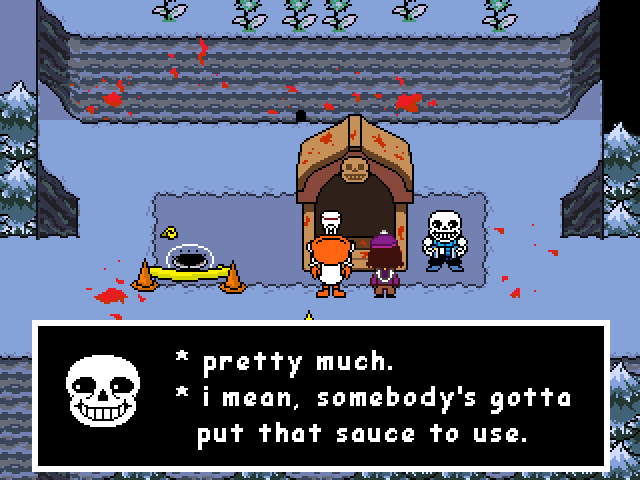 * pretty much.
* i mean, somebody's gotta
put that sauce to use.